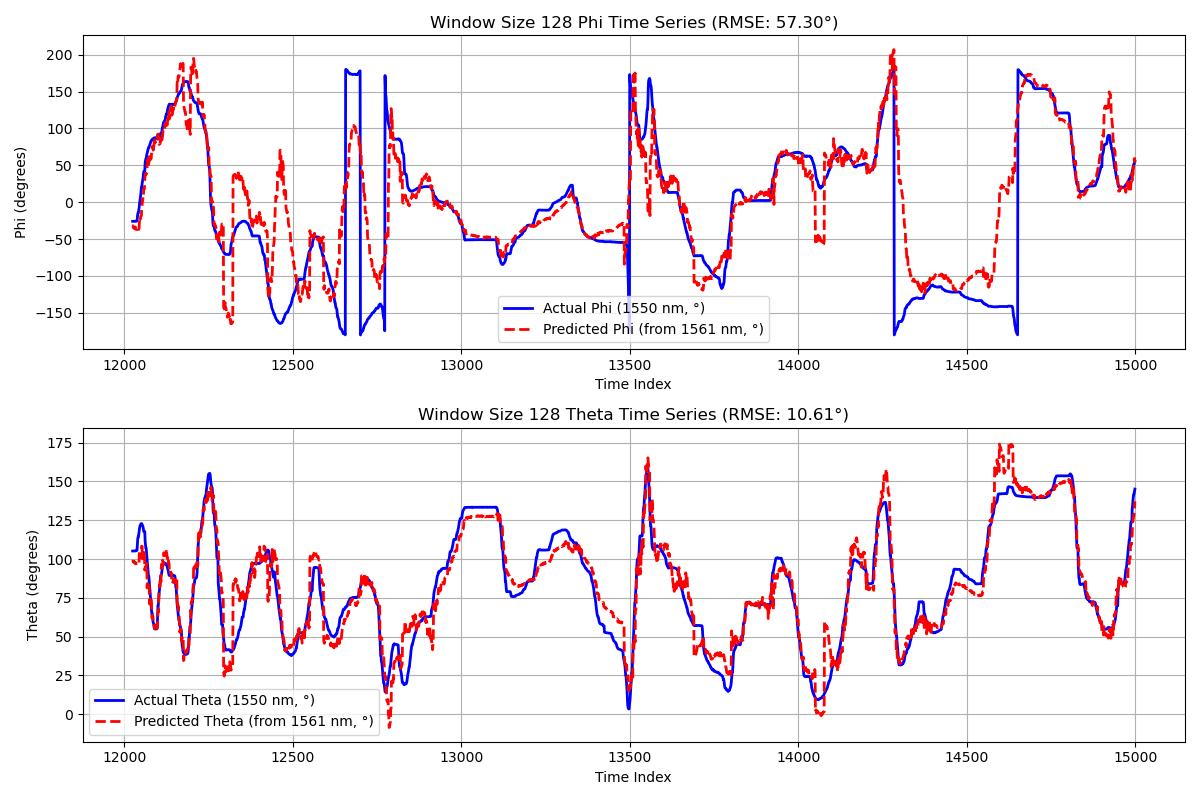 Window Size 128 Phi Time Series (RMSE: 57.30°)
Phi (degrees)
200
150
100
50
0
−50
−100
−150
Actual Phi (1550 nm, °)
Predicted Phi (from 1561 nm, °)
12000 12500 13000 13500 14000 14500 15000
Time Index
Window Size 128 Theta Time Series (RMSE: 10.61°)
Theta (degrees)
175
150
125
100
75
50
25
0
Actual Theta (1550 nm, °)
Predicted Theta (from 1561 nm, °)
12000 12500 13000 13500 14000 14500 15000
Time Index